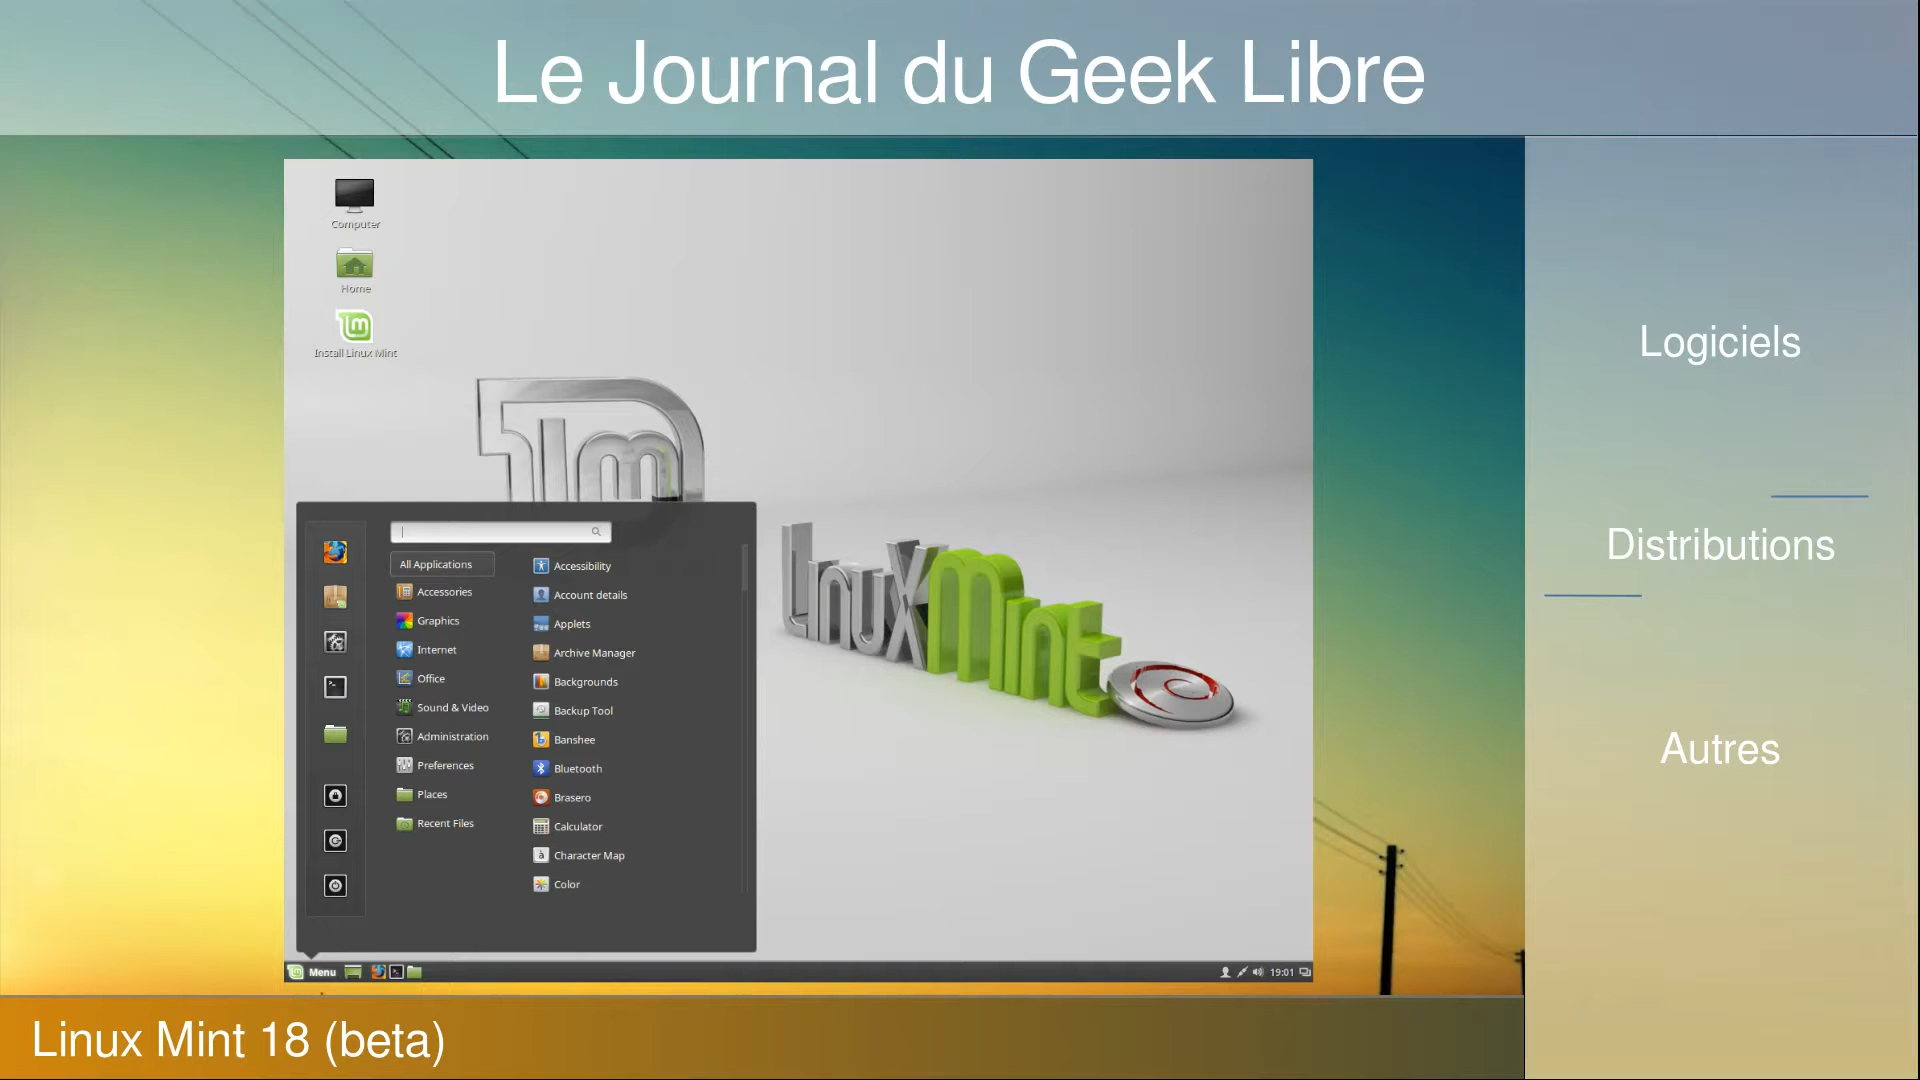 Le Journal du Geek Libre
Computer
Home
Install Linux Mint
Linux Mint
All Applications
Accessories
Graphics
Internet
Office
Sound & Video
Administration
Preferences
Places
Recent Files
Accessibility
Account details
Applets
Archive Manager
Backgrounds
Backup Tool
Banshee
Bluetooth
Brasero
Calculator
Character Map
Color
Menu
19:01
Logiciels
Distributions
Autres
Linux Mint 18 (beta)